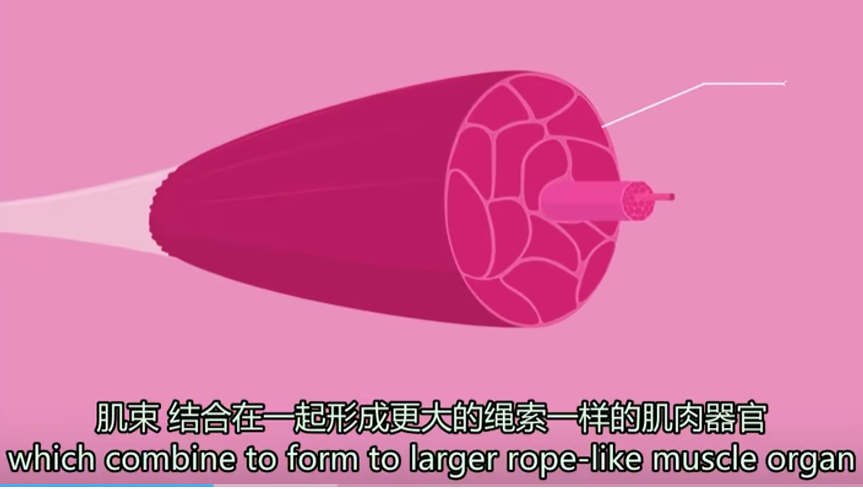 肌束 结合在一起形成更大的绳索一样的肌肉器官
which combine to form to larger rope-like muscle organ